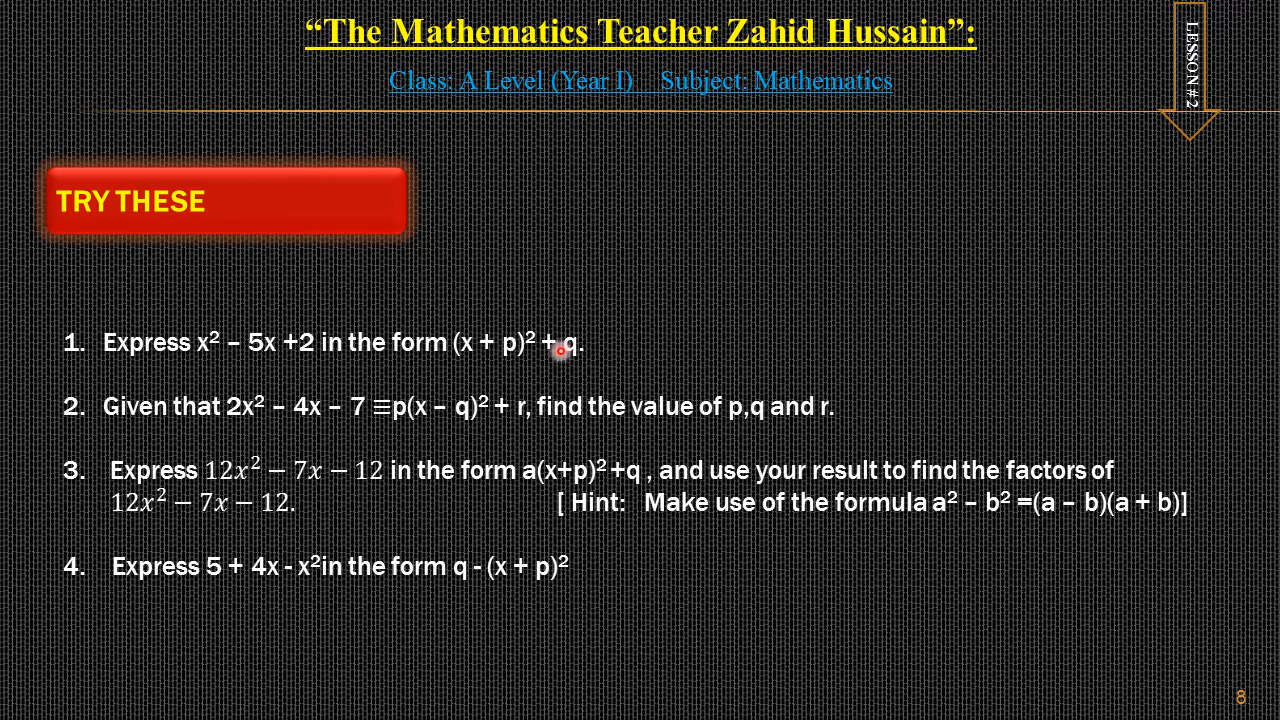 “The Mathematics Teacher Zahid Hussain”:
Class: A Level (Year I) Subject: Mathematics
LESSON # 2
TRY THESE
1. Express x² – 5x +2 in the form (x + p)² + q.
2. Given that 2x² – 4x – 7 ≡p(x – q)² + r, find the value of p,q and r.
3. Express 12𝑥² − 7𝑥 − 12 in the form a(x+p)² +q , and use your result to find the factors of
12𝑥² − 7𝑥 − 12. [ Hint: Make use of the formula a² – b² =(a – b)(a + b)]
4. Express 5 + 4x - x²in the form q - (x + p)²
8